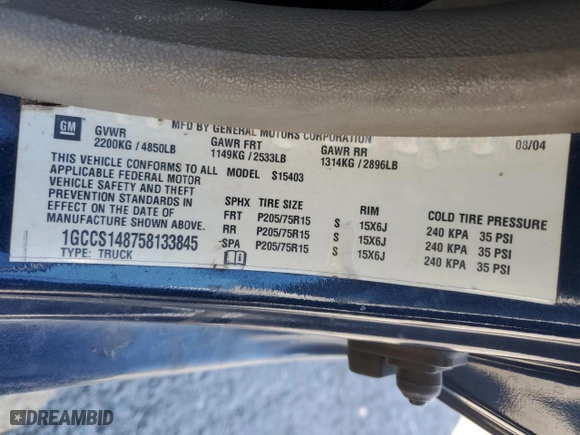 GM
MFD BY GENERAL MOTORS CORPORATION
08/04
GVWR GAWR FRT GAWR RR
2200KG / 4850LB 1149KG / 2533LB 1314KG / 2896LB
THIS VEHICLE CONFORMS TO ALL MODEL S15403
APPLICABLE FEDERAL MOTOR
VEHICLE SAFETY AND THEFT
PREVENTION STANDARDS IN
EFFECT ON THE DATE OF
MANUFACTURE SHOWN ABOVE.
1GCCS148758133845
TYPE: TRUCK
SPHX TIRE SIZE RIM COLD TIRE PRESSURE
FRT P205/75R15 S 15X6J 240 KPA 35 PSI
RR P205/75R15 S 15X6J 240 KPA 35 PSI
SPA P205/75R15 S 15X6J 240 KPA 35 PSI
DREAMBID